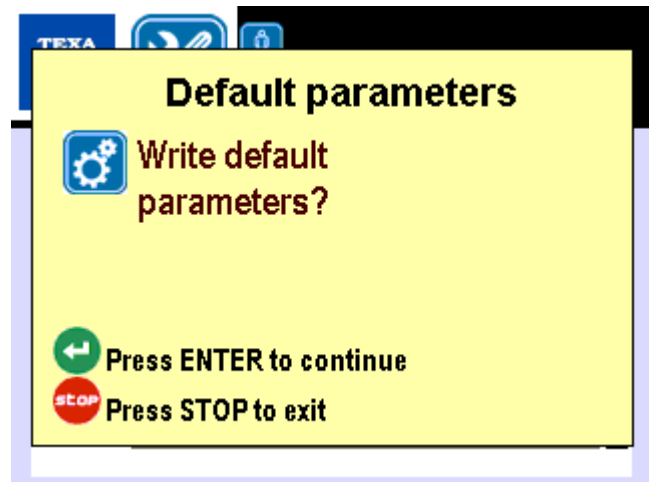 TEXA
Default parameters
Write default
parameters?
Press ENTER to continue
stop Press STOP to exit